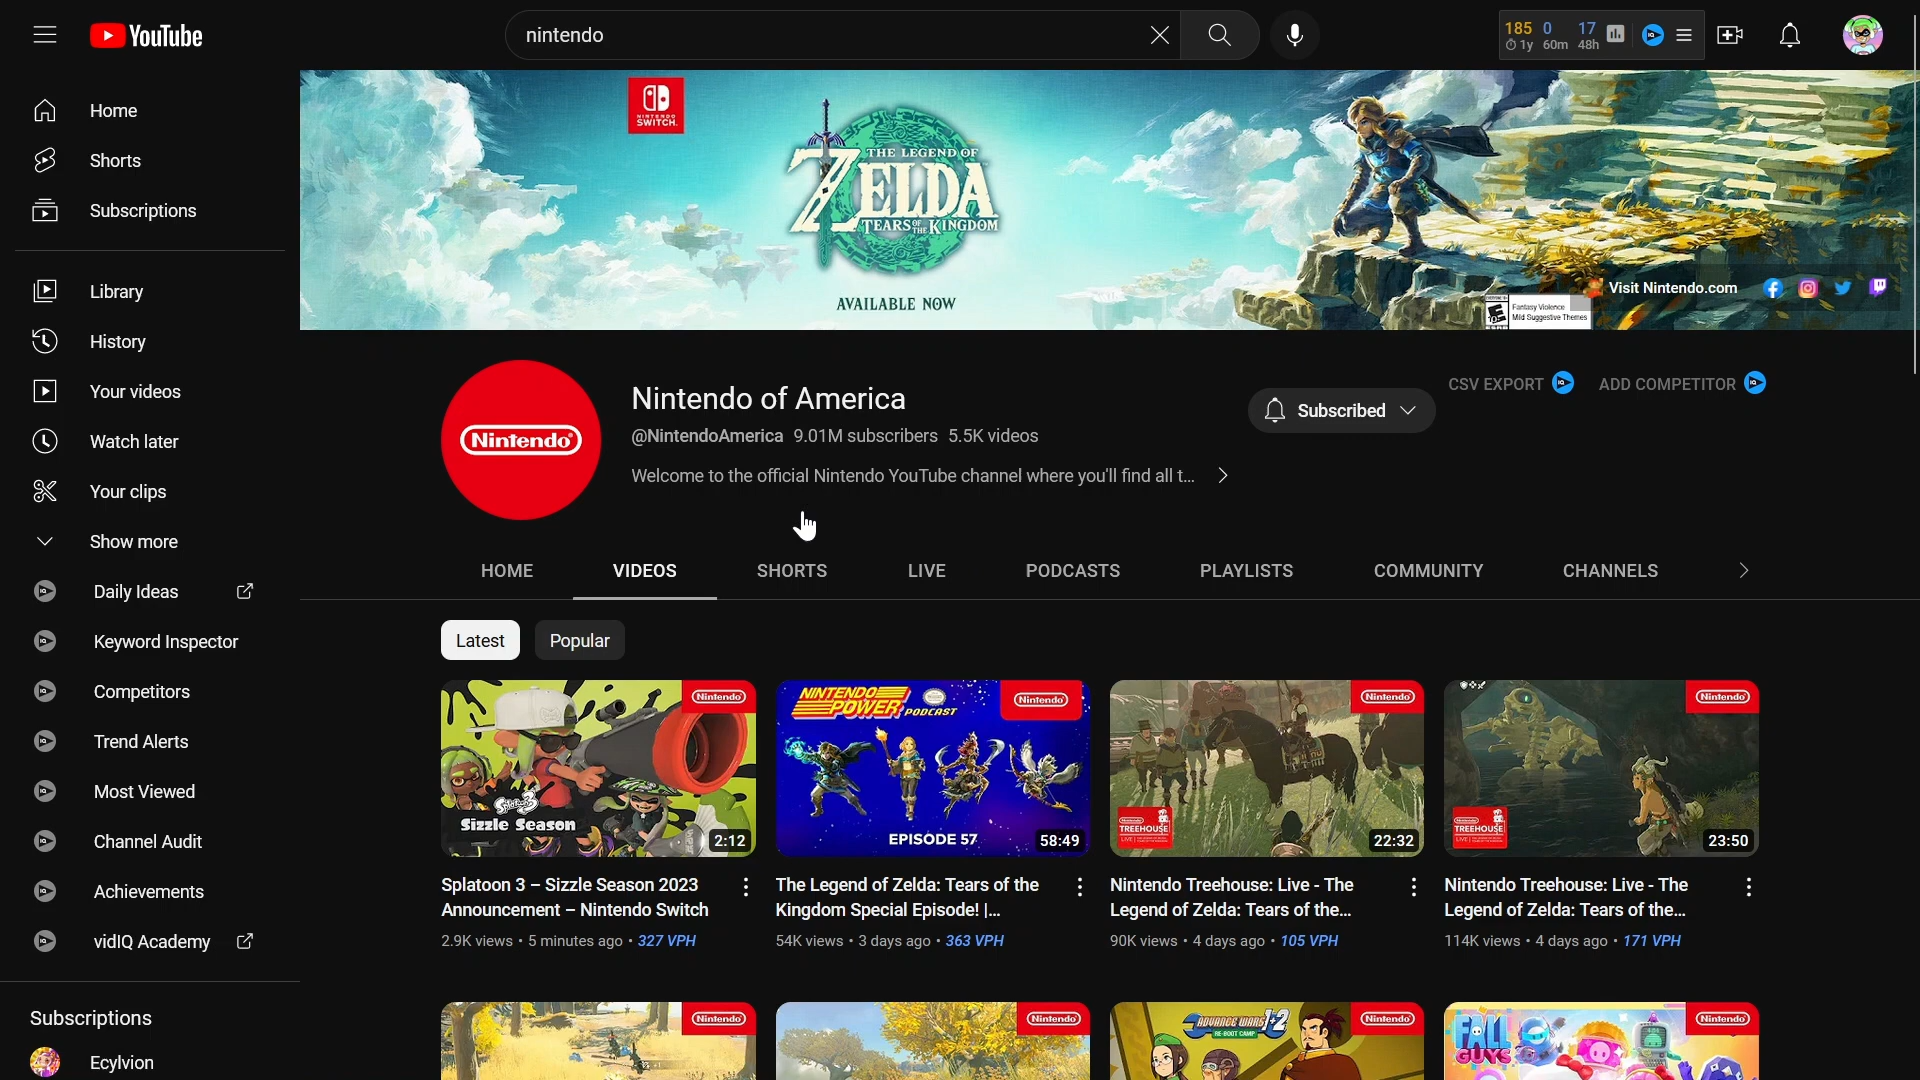 YouTube
nintendo
185 0 17
1y 60m 48h
Home
Shorts
Subscriptions
Library
History
Your videos
Watch later
Your clips
Show more
Daily Ideas
Keyword Inspector
Competitors
Trend Alerts
Most Viewed
Channel Audit
Achievements
vidIQ Academy
Subscriptions
Ecylvion
NINTENDO
SWITCH
THE LEGEND OF
ZELDA
TEARS OF THE KINGDOM
AVAILABLE NOW
Visit Nintendo.com
Fantasy Violence
Mild Suggestive Themes
Nintendo
Nintendo of America
@NintendoAmerica 9.01M subscribers 5.5K videos
Welcome to the official Nintendo YouTube channel where you'll find all t...
Subscribed
CSV EXPORT
ADD COMPETITOR
HOME
VIDEOS
SHORTS
LIVE
PODCASTS
PLAYLISTS
COMMUNITY
CHANNELS
Latest
Popular
Nintendo
Splatoon 3
Sizzle Season
2:12
NINTENDO
POWER PODCAST
Nintendo
EPISODE 57
58:49
Nintendo
TREEHOUSE
22:32
Nintendo
TREEHOUSE
23:50
Splatoon 3 – Sizzle Season 2023
Announcement – Nintendo Switch
2.9K views • 5 minutes ago • 327 VPH
The Legend of Zelda: Tears of the
Kingdom Special Episode! |...
54K views • 3 days ago • 363 VPH
Nintendo Treehouse: Live - The
Legend of Zelda: Tears of the...
90K views • 4 days ago • 105 VPH
Nintendo Treehouse: Live - The
Legend of Zelda: Tears of the...
114K views • 4 days ago • 171 VPH
Nintendo
Nintendo
ADVANCE WARS 1+2
RE-BOOT CAMP
Nintendo
FALL
GUYS
Nintendo